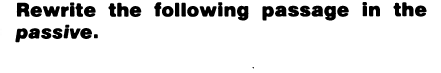 Rewrite the following passage in the
passive.